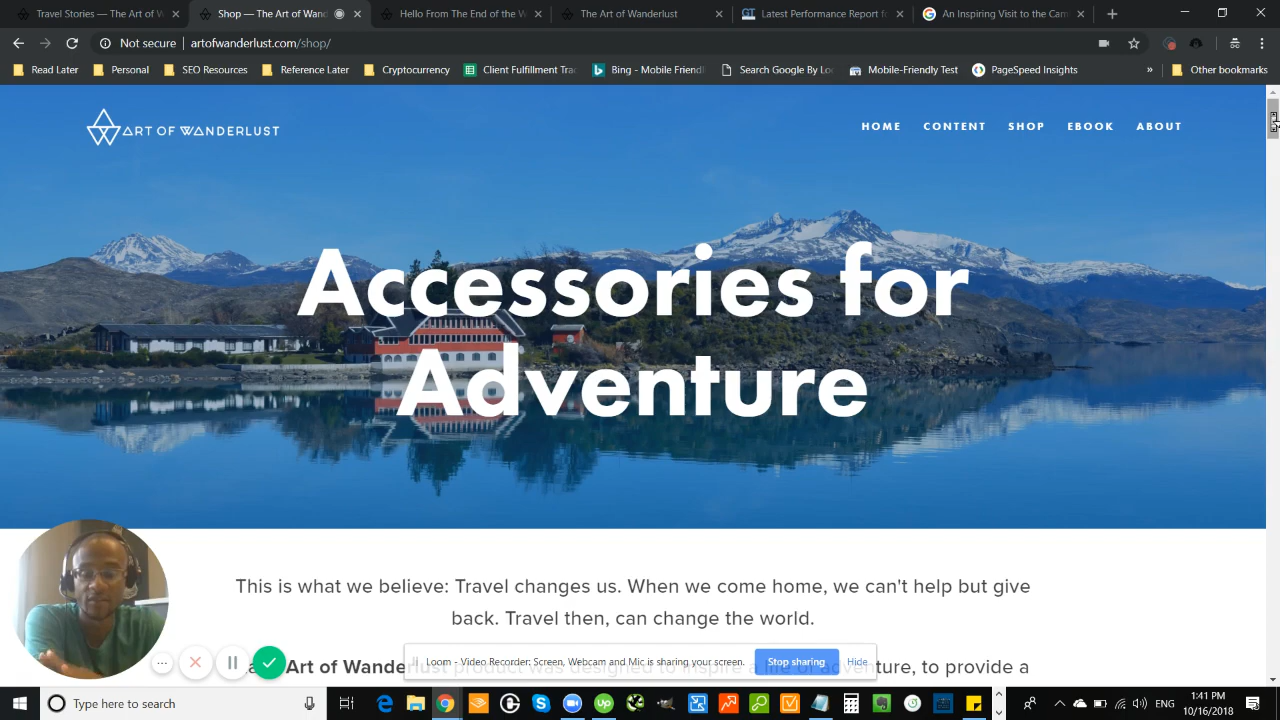 Travel Stories — The Art of W
Shop — The Art of Wand
Hello From The End of the W
The Art of Wanderlust
Latest Performance Report f
An Inspiring Visit to the Cam
Not secure
artofwanderlust.com/shop/
Read Later
Personal
SEO Resources
Reference Later
Cryptocurrency
Client Fulfillment Trac
Bing - Mobile Friendl
Search Google By Lo
Mobile-Friendly Test
PageSpeed Insights
»
Other bookmarks
ART OF WANDERLUST
HOME
CONTENT
SHOP
EBOOK
ABOUT
Accessories for
Adventure
This is what we believe: Travel changes us. When we come home, we can't help but give
back. Travel then, can change the world.
Art of Wanderlust product was designed to inspire a life of adventure, to provide a
Loom - Video Recorder: Screen, Webcam and Mic is sharing your screen.
Stop sharing
Hide
Type here to search
ENG
1:41 PM
10/16/2018